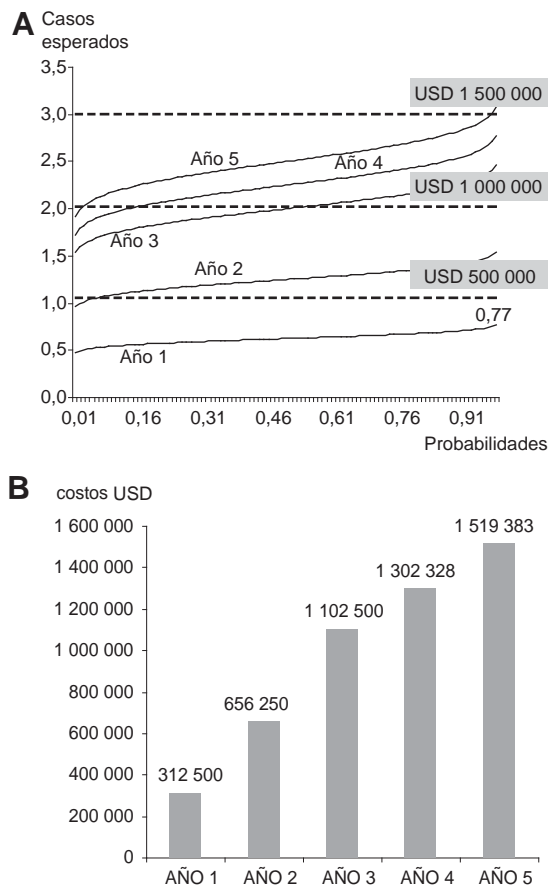 A
Casos
esperados
3,5
USD 1 500 000
3,0
Año 5
Año 4
2,5
USD 1 000 000
2,0
Año 3
1,5
Año 2
USD 500 000
1,0
0,77
Año 1
0,5
0,0
0,01 0,16 0,31 0,46 0,61 0,76 0,91
Probabilidades
B
costos USD
1 600 000
1 519 383
1 400 000
1 302 328
1 200 000
1 102 500
1 000 000
800 000
656 250
600 000
400 000
312 500
200 000
0
AÑO 1 AÑO 2 AÑO 3 AÑO 4 AÑO 5